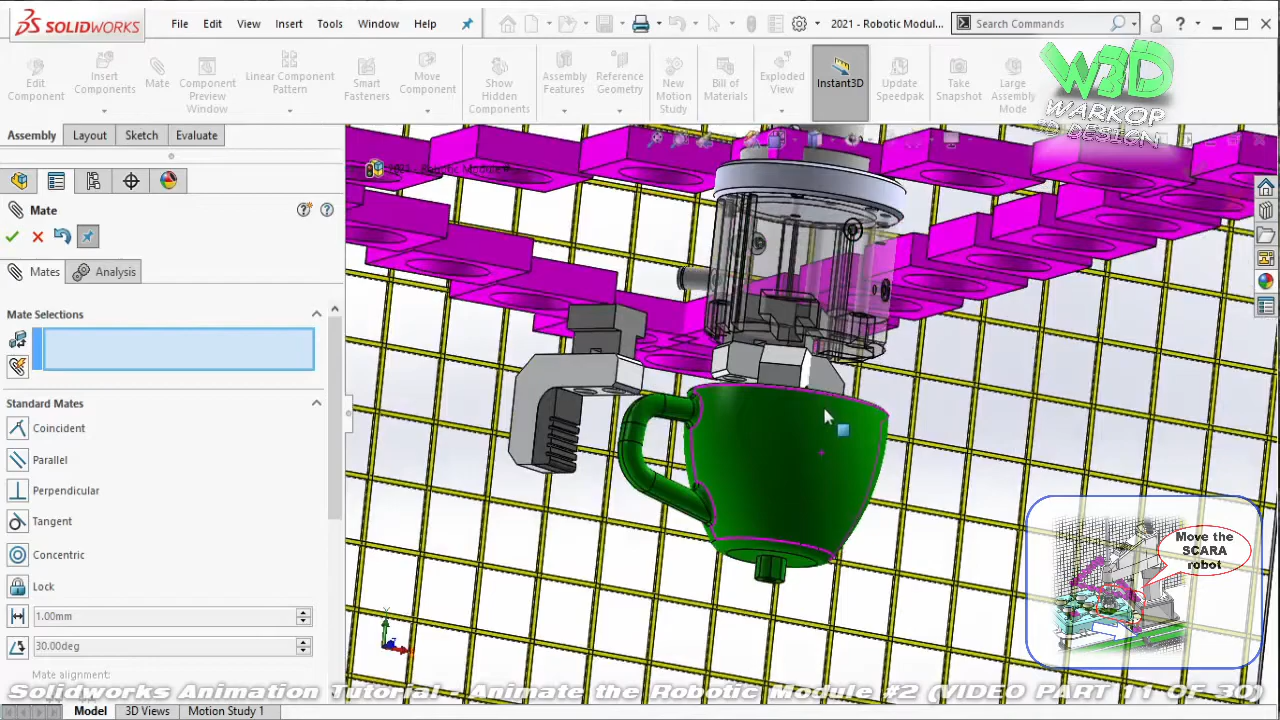 SOLIDWORKS
File Edit View Insert Tools Window Help
2021 - Robotic Modul...
Search Commands
Edit Component
Insert Components
Mate
Component Preview Window
Linear Component Pattern
Smart Fasteners
Move Component
Show Hidden Components
Assembly Features
Reference Geometry
New Motion Study
Bill of Materials
Exploded View
Instant3D
Update Speedpak
Take Snapshot
Large Assembly Mode
W3D
WARKOP
3D DESIGN
Assembly Layout Sketch Evaluate
2021 - Robotic Module #
Mate
Mates Analysis
Mate Selections
Standard Mates
Coincident
Parallel
Perpendicular
Tangent
Concentric
Lock
1.00mm
30.00deg
Mate alignment:
Move the
SCARA
robot
Solidworks Animation Tutorial - Animate the Robotic Module #2 (VIDEO PART 11 OF 30)
Model 3D Views Motion Study 1